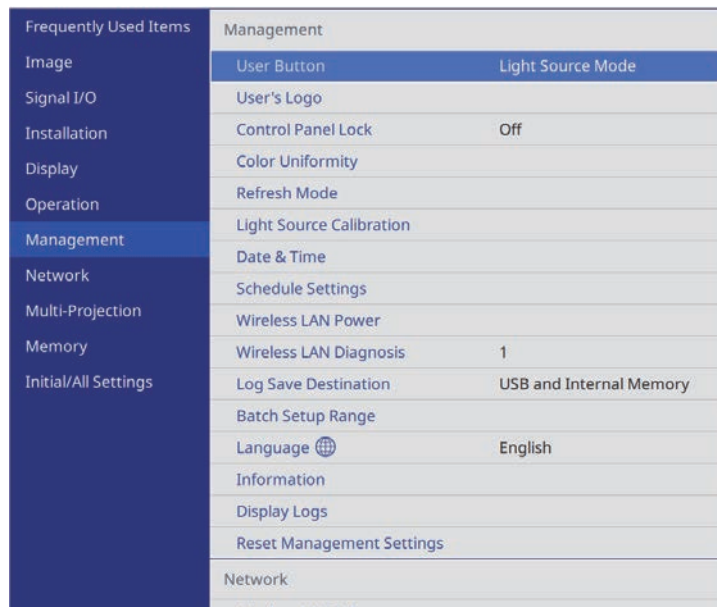 Frequently Used Items
Image
Signal I/O
Installation
Display
Operation
Management
Network
Multi-Projection
Memory
Initial/All Settings
Management
User Button Light Source Mode
User's Logo
Control Panel Lock Off
Color Uniformity
Refresh Mode
Light Source Calibration
Date & Time
Schedule Settings
Wireless LAN Power
Wireless LAN Diagnosis 1
Log Save Destination USB and Internal Memory
Batch Setup Range
Language English
Information
Display Logs
Reset Management Settings
Network